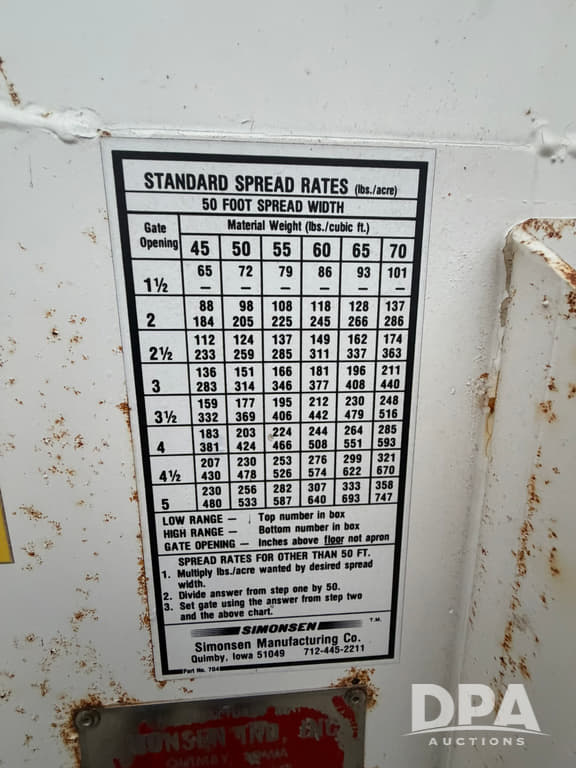 STANDARD SPREAD RATES (lbs./acre)
50 FOOT SPREAD WIDTH
Gate Opening Material Weight (lbs./cubic ft.)
45 50 55 60 65 70
1½ 65 72 79 86 93 101
– – – – – –
2 88 98 108 118 128 137
184 205 225 245 266 286
2½ 112 124 137 149 162 174
233 259 285 311 337 363
3 136 151 166 181 196 211
283 314 346 377 408 440
3½ 159 177 195 212 230 248
332 369 406 442 479 516
4 183 203 224 244 264 285
381 424 466 508 551 593
4½ 207 230 253 276 299 321
430 478 526 574 622 670
5 230 256 282 307 333 358
480 533 587 640 693 747
LOW RANGE – Top number in box
HIGH RANGE – Bottom number in box
GATE OPENING – Inches above floor not apron
SPREAD RATES FOR OTHER THAN 50 FT.
1. Multiply lbs./acre wanted by desired spread
width.
2. Divide answer from step one by 50.
3. Set gate using the answer from step two
and the above chart.
SIMONSEN T.M.
Simonsen Manufacturing Co.
Quimby, Iowa 51049 712-445-2211
Part No. 704
DPA
AUCTIONS